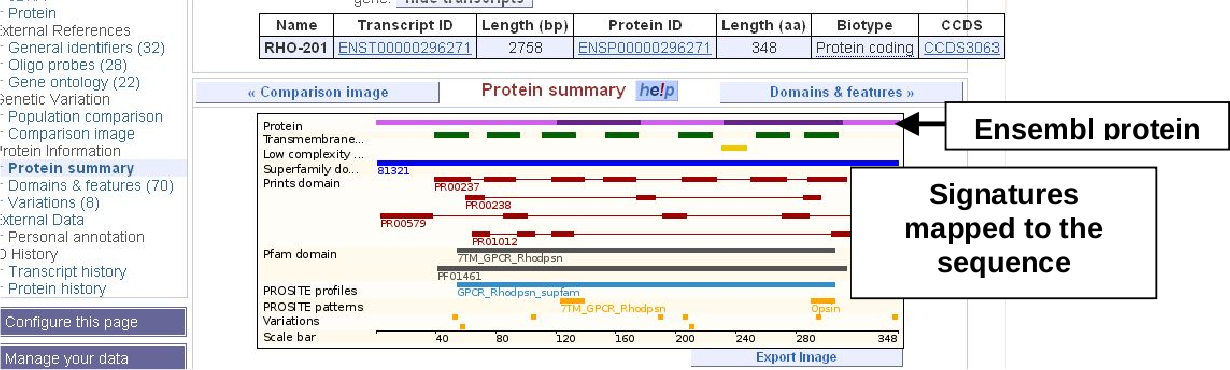 gene. Hide transcripts
Name Transcript ID Length (bp) Protein ID Length (aa) Biotype CCDS
RHO-201 ENST00000296271 2758 ENSP00000296271 348 Protein coding CCDS3063
Protein
External References
General identifiers (32)
Oligo probes (28)
Gene ontology (22)
Genetic Variation
Population comparison
Comparison image
Protein Information
Protein summary
Domains & features (70)
Variations (8)
External Data
Personal annotation
ID History
Transcript history
Protein history
Configure this page
Manage your data
« Comparison image Protein summary help Domains & features »
Protein
Transmembrane...
Low complexity ...
Superfamily do...
81321
Prints domain
PR00237
PR00238
PR00579
PR01012
Pfam domain
7TM_GPCR_Rhodpsn
PF01461
PROSITE profiles
GPCR_Rhodpsn_supfam
PROSITE patterns
7TM_GPCR_Rhodpsn Opsin
Variations
Scale bar
40 80 120 160 200 240 280 348
Export Image
Ensembl protein
Signatures
mapped to the
sequence